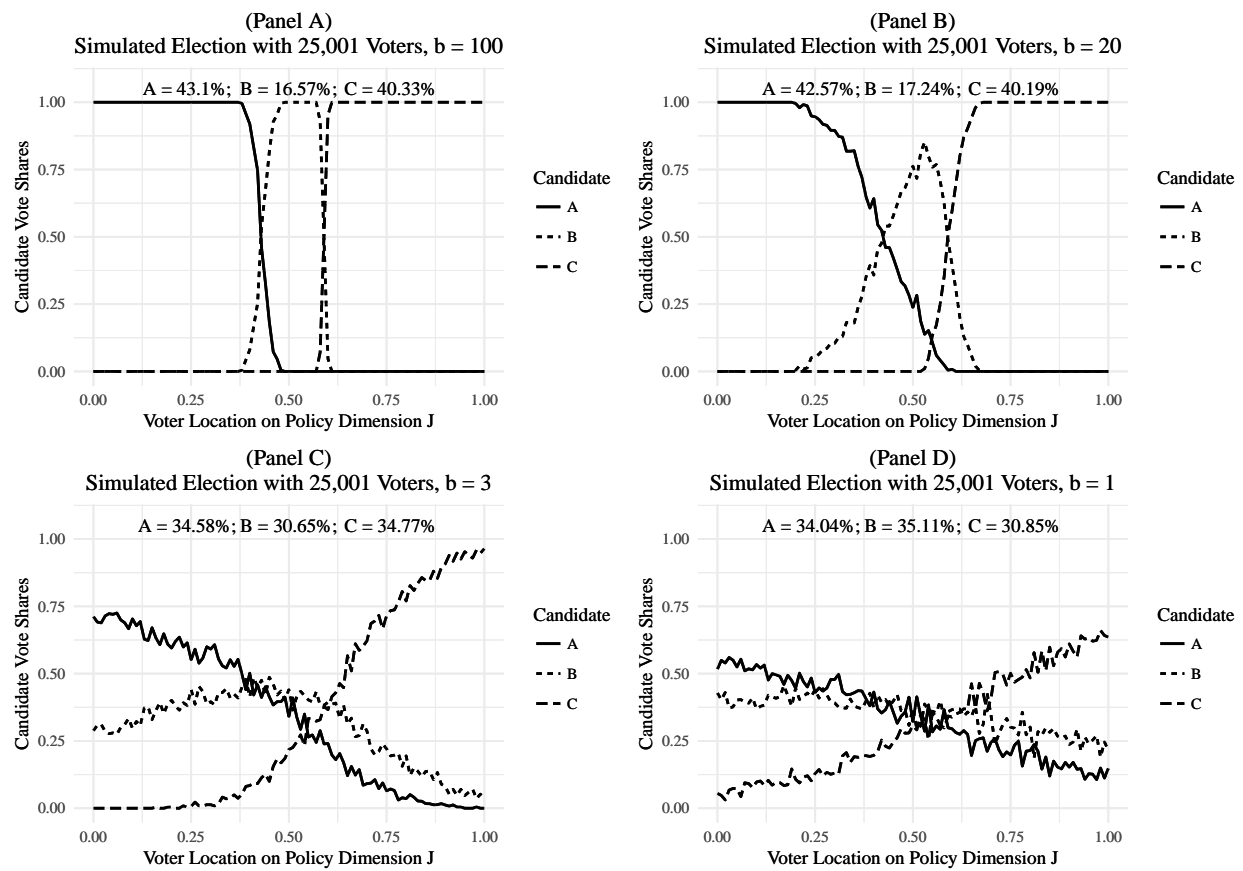 (Panel A)
Simulated Election with 25,001 Voters, b = 100
A = 43.1%; B = 16.57%; C = 40.33%
1.00
0.75
0.50
0.25
0.00
Candidate Vote Shares
0.00 0.25 0.50 0.75 1.00
Voter Location on Policy Dimension J
Candidate
A
B
C
(Panel B)
Simulated Election with 25,001 Voters, b = 20
A = 42.57%; B = 17.24%; C = 40.19%
1.00
0.75
0.50
0.25
0.00
Candidate Vote Shares
0.00 0.25 0.50 0.75 1.00
Voter Location on Policy Dimension J
Candidate
A
B
C
(Panel C)
Simulated Election with 25,001 Voters, b = 3
A = 34.58%; B = 30.65%; C = 34.77%
1.00
0.75
0.50
0.25
0.00
Candidate Vote Shares
0.00 0.25 0.50 0.75 1.00
Voter Location on Policy Dimension J
Candidate
A
B
C
(Panel D)
Simulated Election with 25,001 Voters, b = 1
A = 34.04%; B = 35.11%; C = 30.85%
1.00
0.75
0.50
0.25
0.00
Candidate Vote Shares
0.00 0.25 0.50 0.75 1.00
Voter Location on Policy Dimension J
Candidate
A
B
C